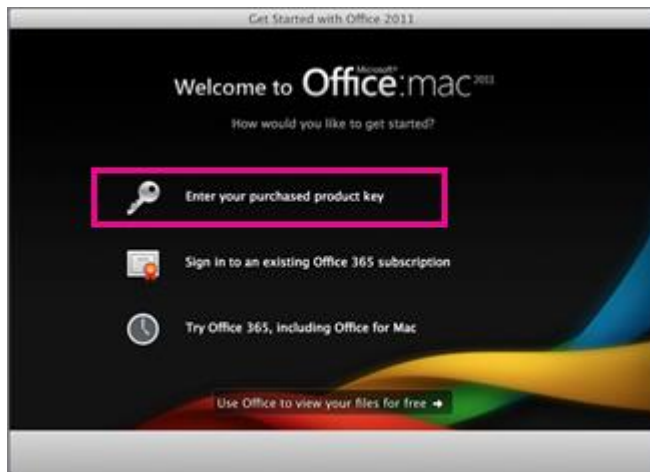 Get Started with Office 2011
Welcome to Microsoft® Office:mac 2011
How would you like to get started?
Enter your purchased product key
Sign in to an existing Office 365 subscription
Try Office 365, including Office for Mac
Use Office to view your files for free →